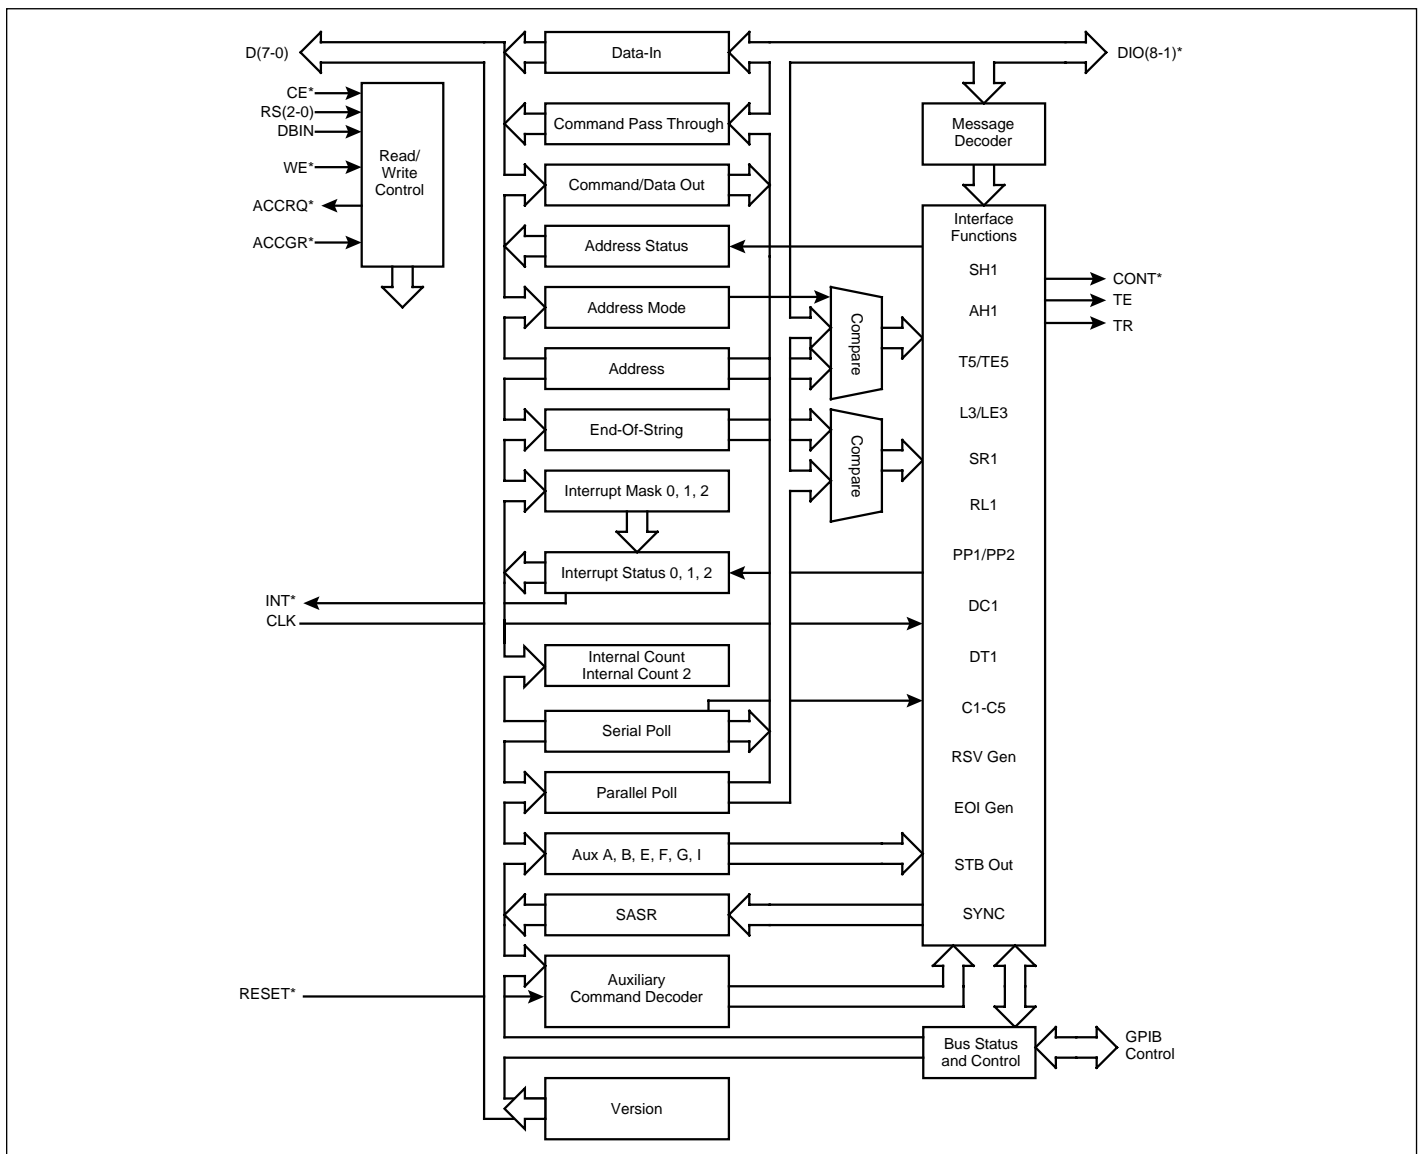 D(7-0)
Data-In
DIO(8-1)*
CE*
RS(2-0)
DBIN
WE*
ACCRQ*
ACCGR*
Read/
Write
Control
Command Pass Through
Message
Decoder
Command/Data Out
Address Status
Address Mode
Address
End-Of-String
Interrupt Mask 0, 1, 2
Interrupt Status 0, 1, 2
Compare
Compare
Interface
Functions
SH1
AH1
T5/TE5
L3/LE3
SR1
RL1
PP1/PP2
DC1
DT1
C1-C5
RSV Gen
EOI Gen
STB Out
SYNC
CONT*
TE
TR
INT*
CLK
Internal Count
Internal Count 2
Serial Poll
Parallel Poll
Aux A, B, E, F, G, I
SASR
RESET*
Auxiliary
Command Decoder
Bus Status
and Control
GPIB
Control
Version